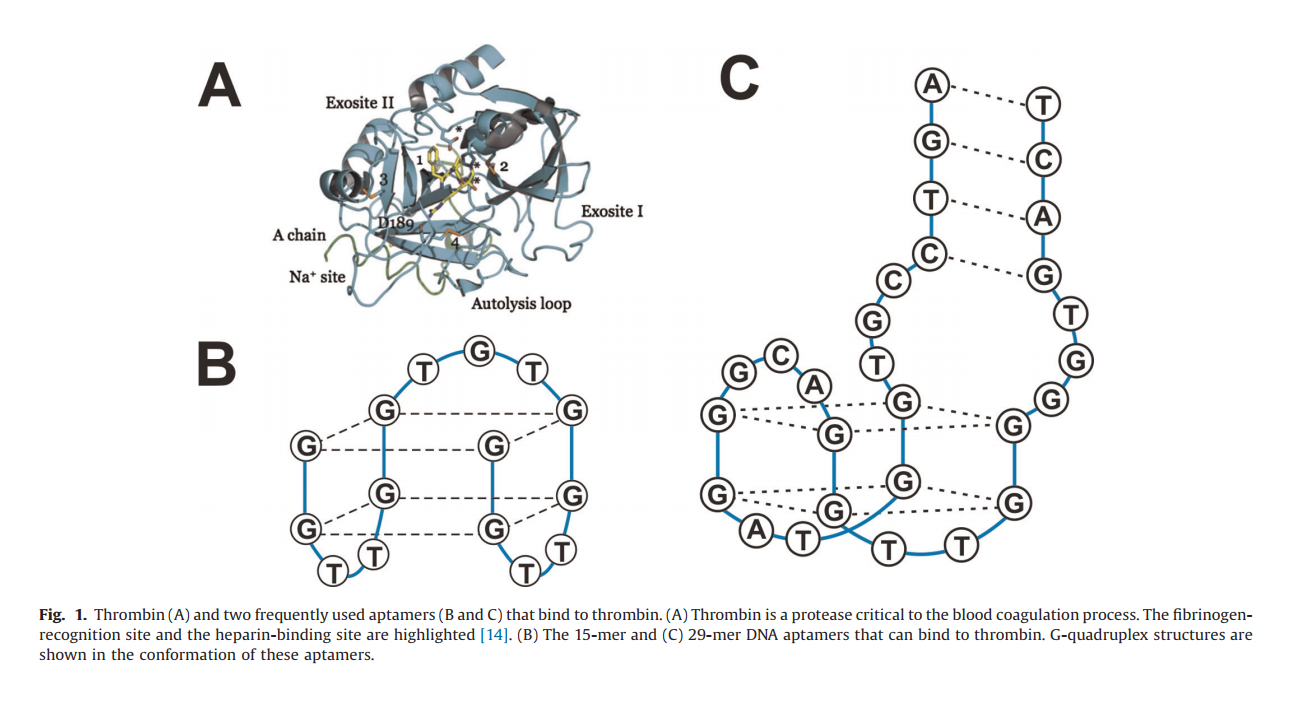 A
Exosite II
1
*
*
*
2
3
D189
Exosite I
A chain
4
Na⁺ site
Autolysis loop
B
G
T T
G G
G G
G G
G G
T T
T T
C
A T
G C
T A
C G
C
G T
G C A T G
G G G G
G
G G G G
A T T T
Fig. 1. Thrombin (A) and two frequently used aptamers (B and C) that bind to thrombin. (A) Thrombin is a protease critical to the blood coagulation process. The fibrinogen-
recognition site and the heparin-binding site are highlighted [14]. (B) The 15-mer and (C) 29-mer DNA aptamers that can bind to thrombin. G-quadruplex structures are
shown in the conformation of these aptamers.